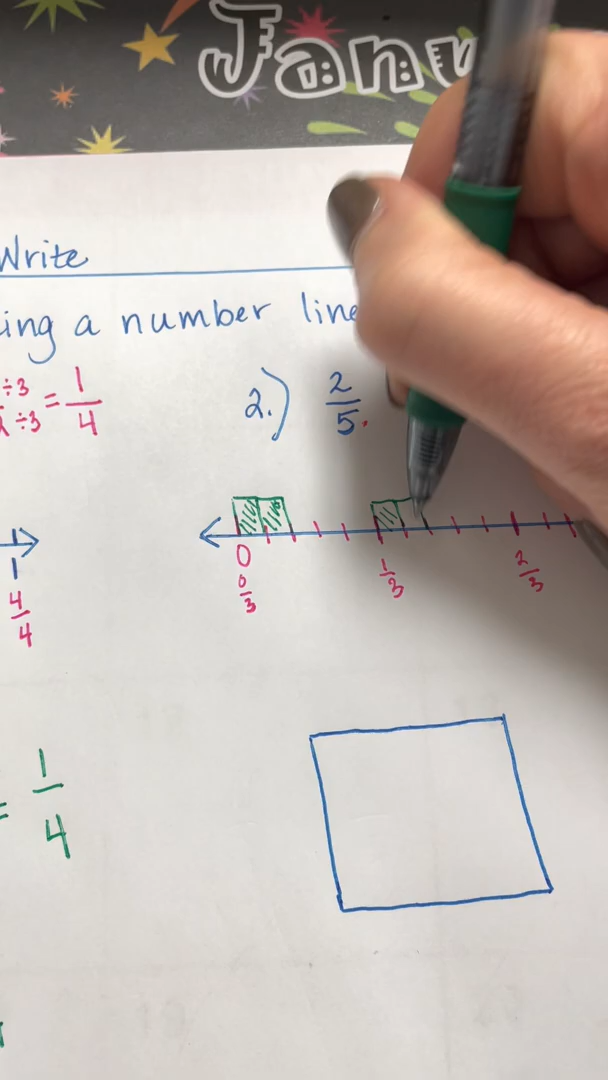 Janu
Write
ing a number line
÷3
÷3
= 1/4
2.) 2/5 .
1
4/4
0
0/3
1/3
2/3
= 1/4